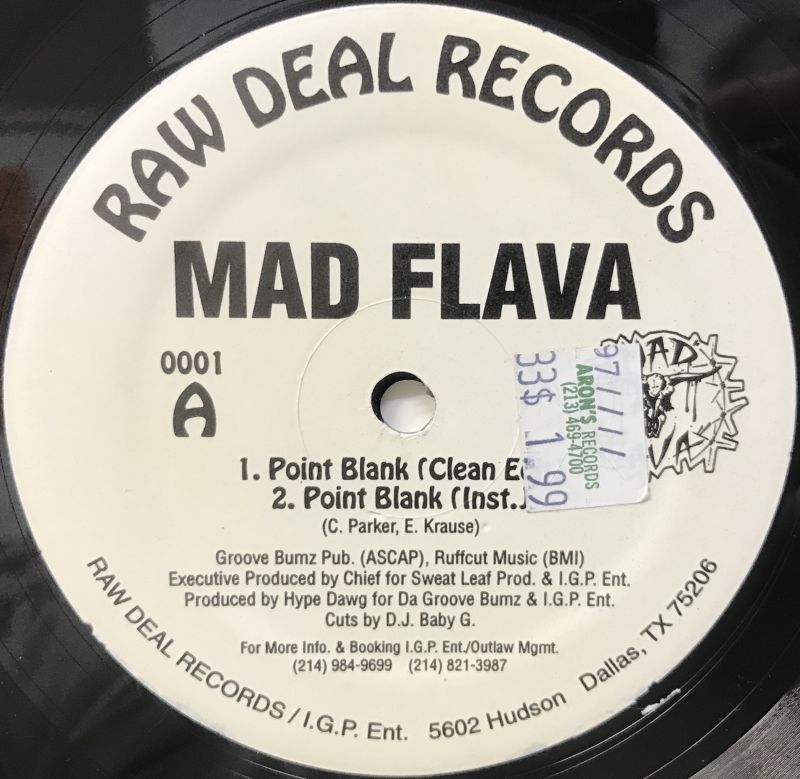 RAW DEAL RECORDS
MAD FLAVA
0001
A
1. Point Blank (Clean
2. Point Blank (Inst.
(C. Parker, E. Krause)
Groove Bumz Pub. (ASCAP), Ruffcut Music (BMI)
Executive Produced by Chief for Sweat Leaf Prod. & I.G.P. Ent.
Produced by Hype Dawg for Da Groove Bumz & I.G.P. Ent.
Cuts by D.J. Baby G.
For More Info. & Booking I.G.P. Ent./Outlaw Mgmt.
(214) 984-9699 (214) 821-3987
RAW DEAL RECORDS / I.G.P. Ent. 5602 Hudson Dallas, TX 75206
97////
ARON'S RECORDS
(213) 469-4700
33$ 1.99